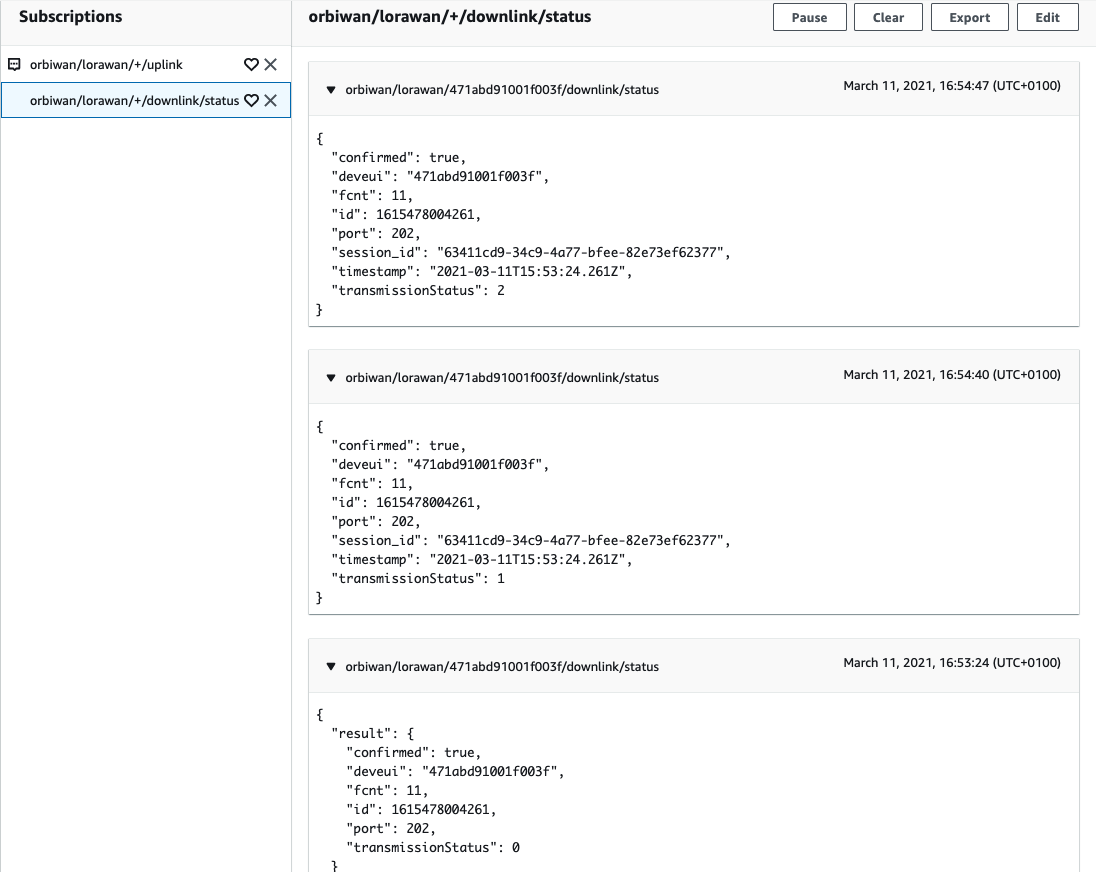 Subscriptions
orbiwan/lorawan/+/uplink
orbiwan/lorawan/+/downlink/status
orbiwan/lorawan/+/downlink/status
Pause
Clear
Export
Edit
orbiwan/lorawan/471abd91001f003f/downlink/status
March 11, 2021, 16:54:47 (UTC+0100)
{
"confirmed": true,
"deveui": "471abd91001f003f",
"fcnt": 11,
"id": 1615478004261,
"port": 202,
"session_id": "63411cd9-34c9-4a77-bfee-82e73ef62377",
"timestamp": "2021-03-11T15:53:24.261Z",
"transmissionStatus": 2
}
orbiwan/lorawan/471abd91001f003f/downlink/status
March 11, 2021, 16:54:40 (UTC+0100)
{
"confirmed": true,
"deveui": "471abd91001f003f",
"fcnt": 11,
"id": 1615478004261,
"port": 202,
"session_id": "63411cd9-34c9-4a77-bfee-82e73ef62377",
"timestamp": "2021-03-11T15:53:24.261Z",
"transmissionStatus": 1
}
orbiwan/lorawan/471abd91001f003f/downlink/status
March 11, 2021, 16:53:24 (UTC+0100)
{
"result": {
"confirmed": true,
"deveui": "471abd91001f003f",
"fcnt": 11,
"id": 1615478004261,
"port": 202,
"transmissionStatus": 0
}